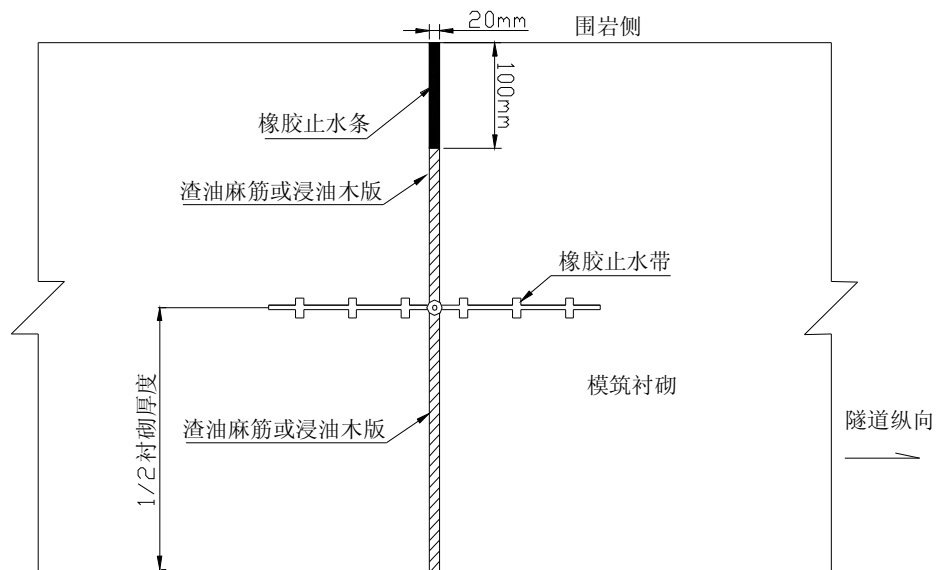 20mm
围岩侧
100mm
橡胶止水条
渣油麻筋或浸油木版
橡胶止水带
模筑衬砌
1/2衬砌厚度
渣油麻筋或浸油木版
隧道纵向